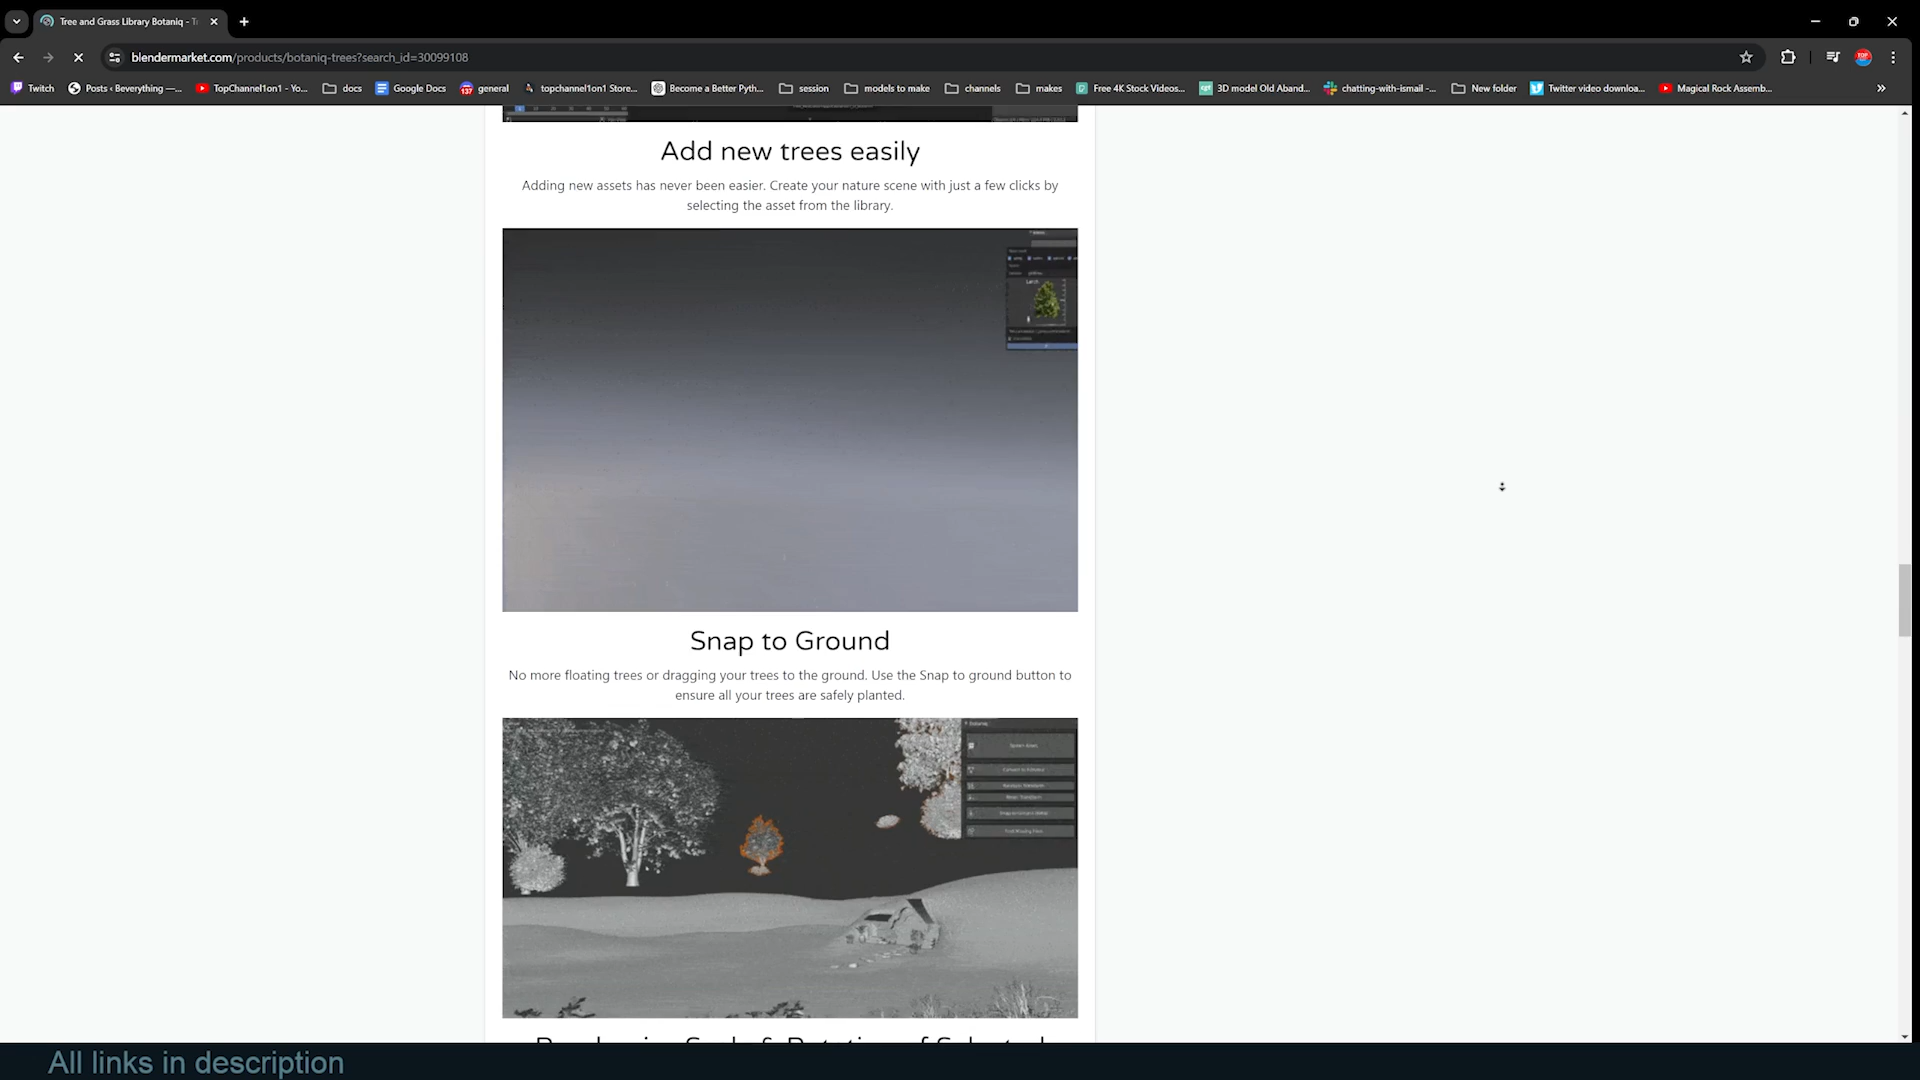 Tree and Grass Library Botaniq - T
blendermarket.com/products/botaniq-trees?search_id=30099108
Twitch
Posts ‹ Beverything —...
TopChannel1on1 - Yo...
docs
Google Docs
137
general
topchannel1on1 Store...
Become a Better Pyth...
session
models to make
channels
makes
Free 4K Stock Videos...
3D model Old Aband...
chatting-with-ismail -...
New folder
Twitter video downloa...
Magical Rock Assemb...
»
Add new trees easily
Adding new assets has never been easier. Create your nature scene with just a few clicks by
selecting the asset from the library.
Larch
Snap to Ground
No more floating trees or dragging your trees to the ground. Use the Snap to ground button to
ensure all your trees are safely planted.
All links in description